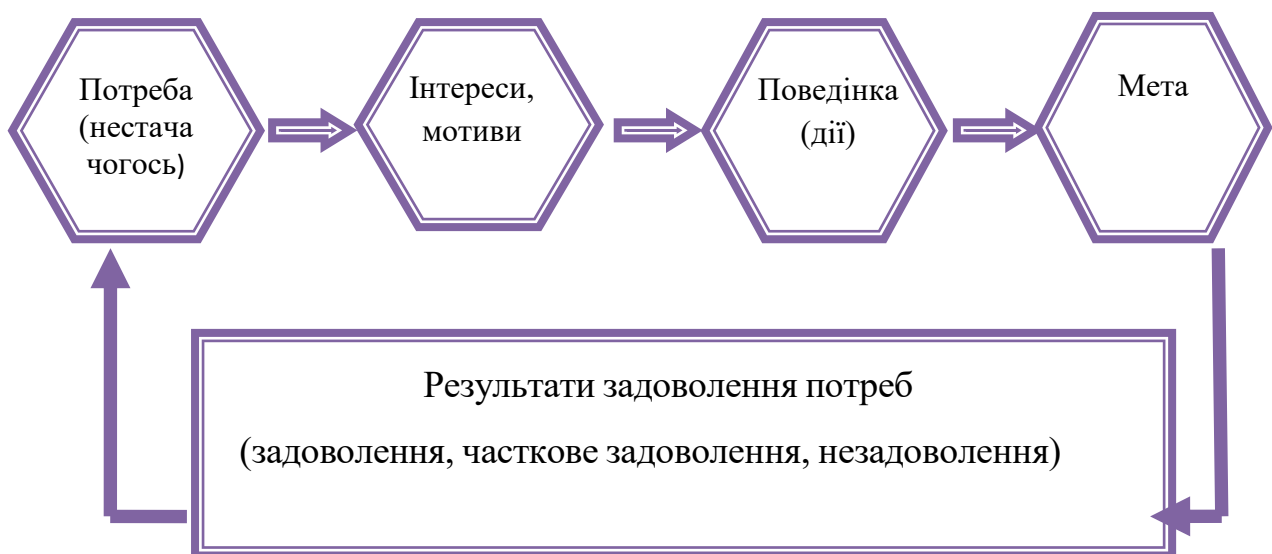 Потреба
(нестача
чогось)
Інтереси,
мотиви
Поведінка
(дії)
Мета
Результати задоволення потреб
(задоволення, часткове задоволення, незадоволення)